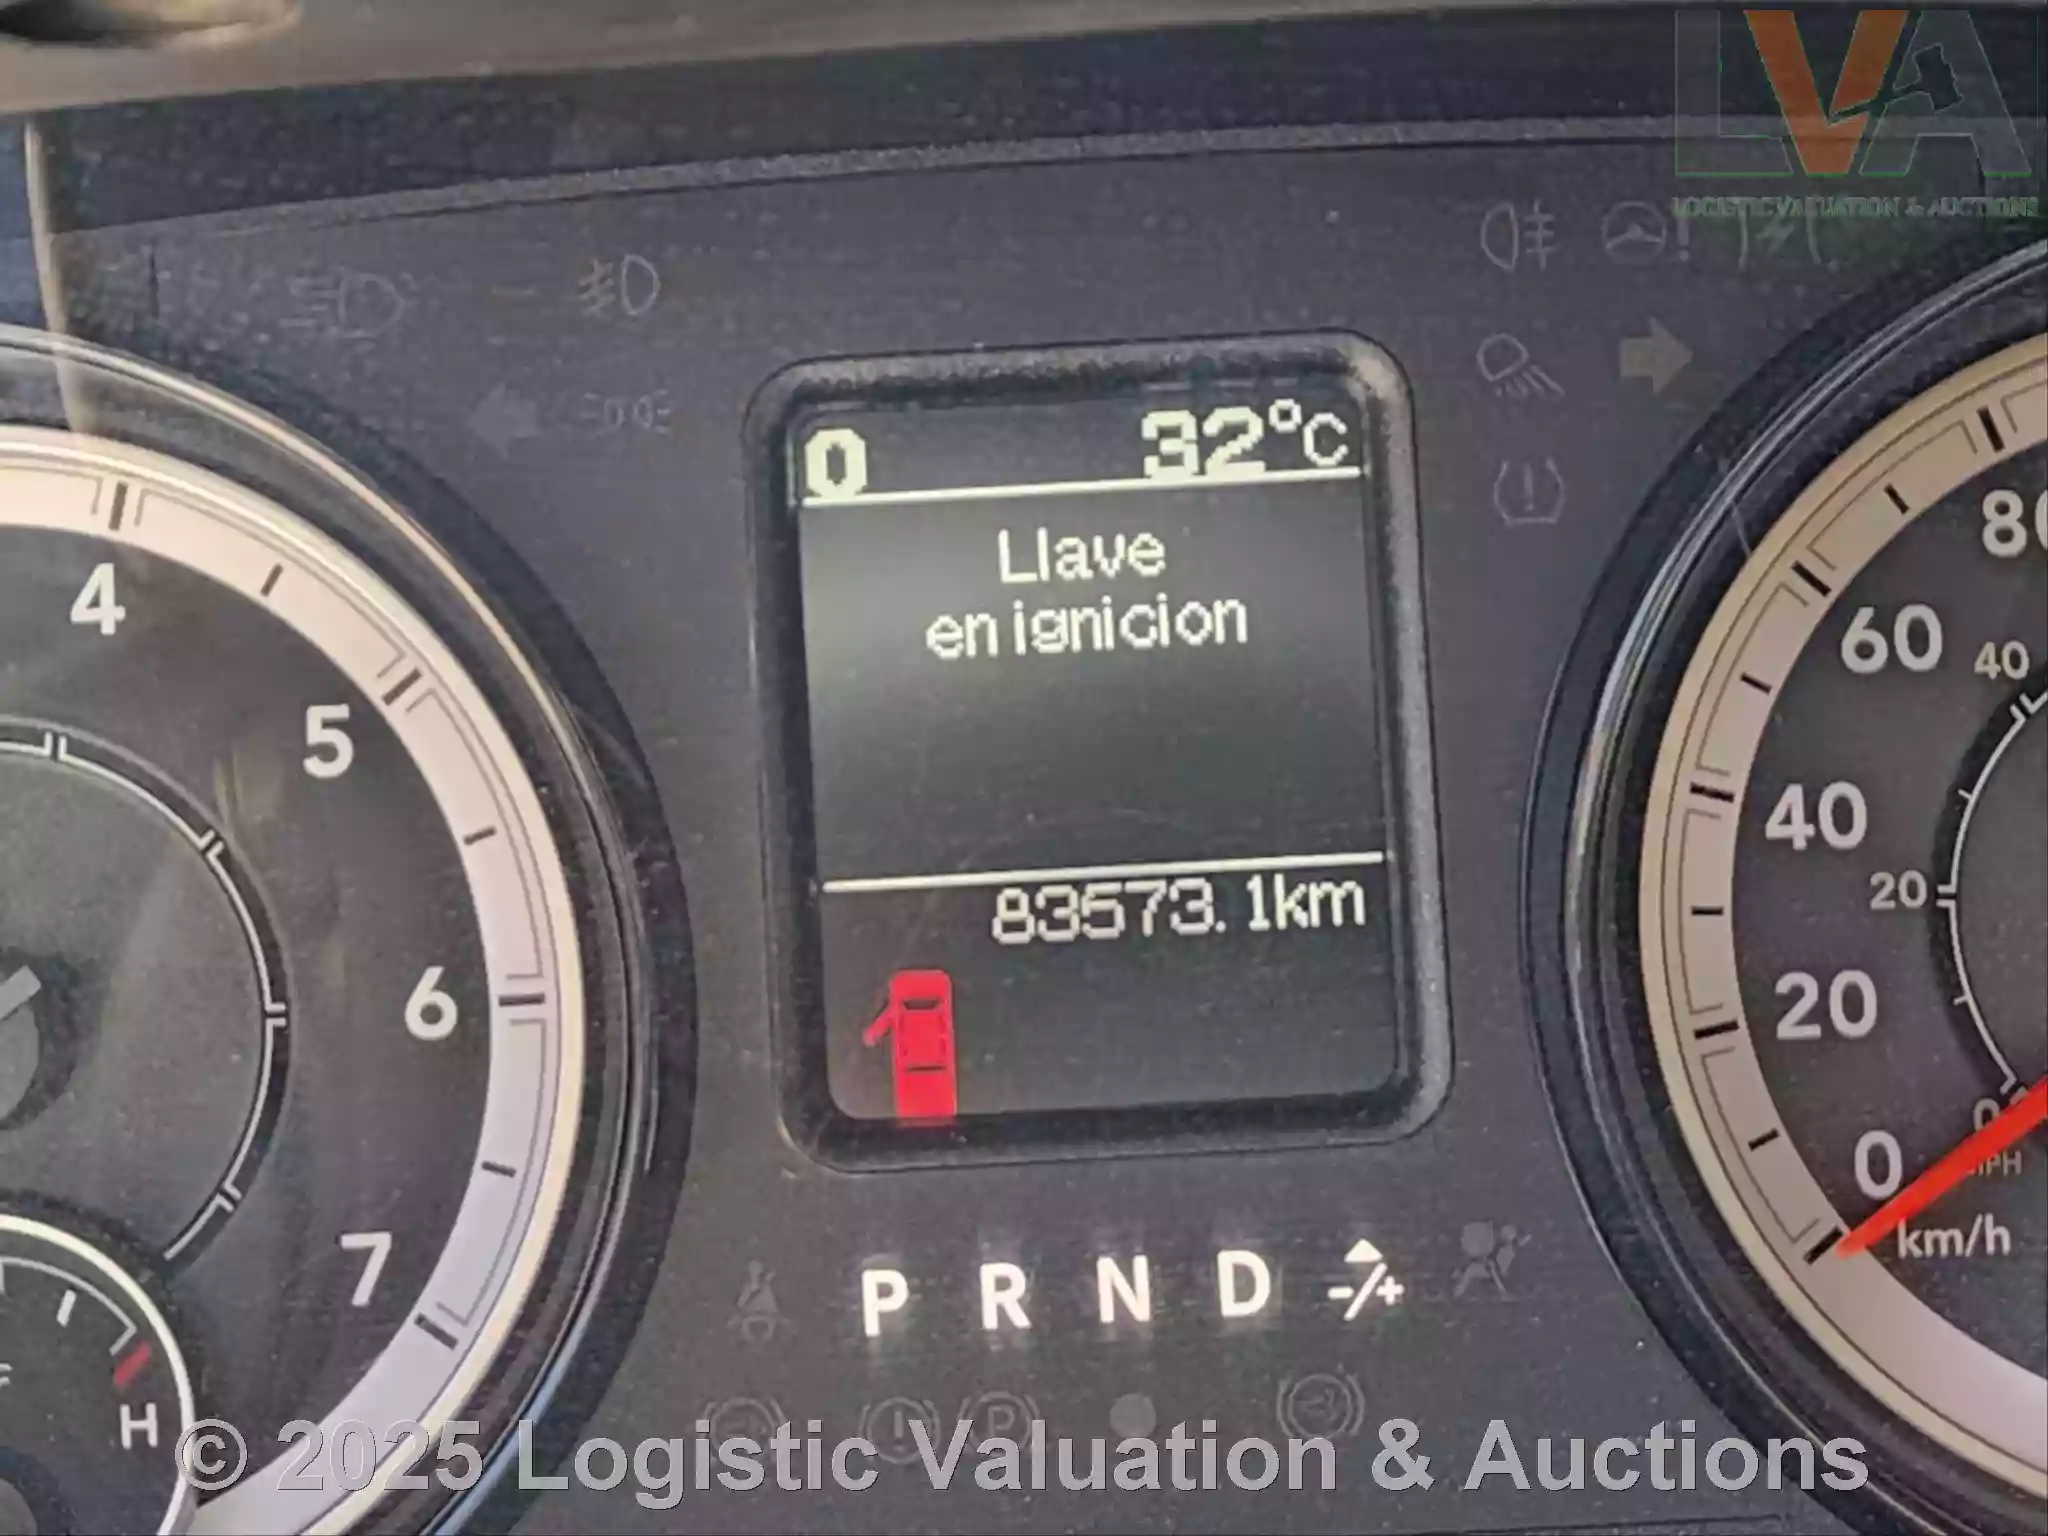 LVA
LOGISTIC VALUATION & AUCTIONS
O 32°C
Llave
en ignicion
83573.1km
4
5
6
7
H
80
60
40
40
20
20
0
0
MPH
km/h
P R N D -/+
© 2025 Logistic Valuation & Auctions